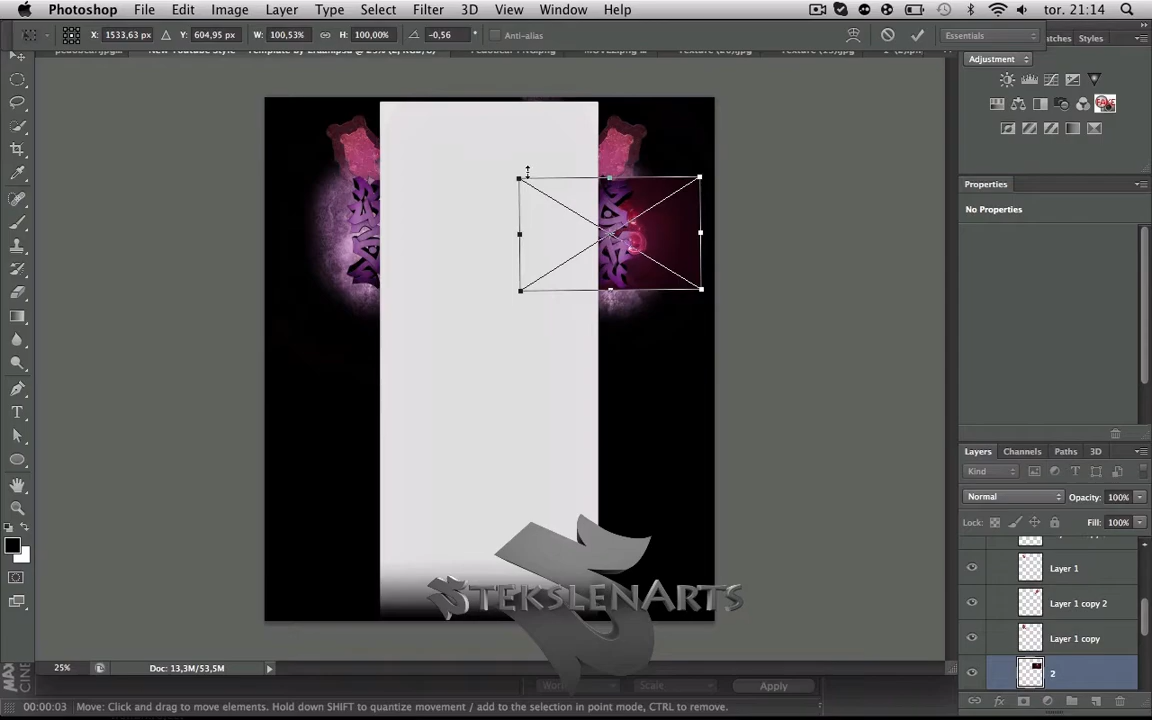 Photoshop File Edit Image Layer Type Select Filter 3D View Window Help tor. 21:14
X: 1533,63 px Y: 604,95 px W: 100,53% H: 100,00% -0,56 ° Anti-alias Essentials
Styles
Adjustment
FAKE
Properties
No Properties
Layers Channels Paths 3D
Kind
Normal Opacity: 100%
Lock: Fill: 100%
Layer 1
Layer 1 copy 2
Layer 1 copy
2
STEKSLENARTS
25% Doc: 13,3M/53,5M
World Scale Apply
00:00:03 Move: Click and drag to move elements. Hold down SHIFT to quantize movement / add to the selection in point mode, CTRL to remove.